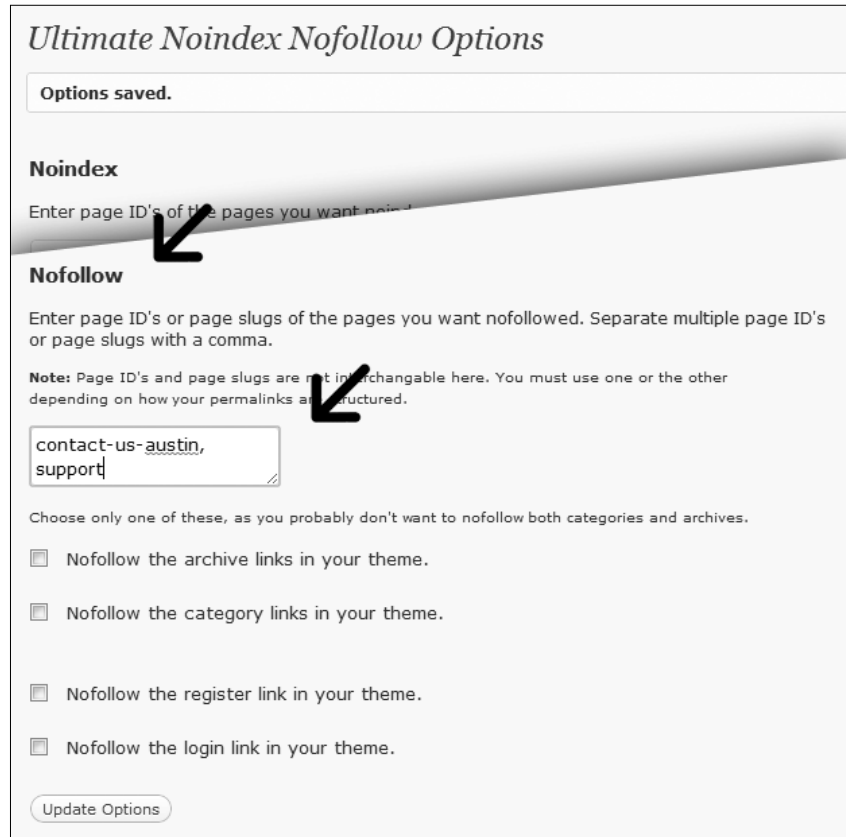 Ultimate Noindex Nofollow Options
Options saved.
Noindex
Enter page ID's of the pages you want
Nofollow
Enter page ID's or page slugs of the pages you want nofollowed. Separate multiple page ID's
or page slugs with a comma.
Note: Page ID's and page slugs are not interchangable here. You must use one or the other
depending on how your permalinks are structured.
contact-us-austin,
support
Choose only one of these, as you probably don't want to nofollow both categories and archives.
Nofollow the archive links in your theme.
Nofollow the category links in your theme.
Nofollow the register link in your theme.
Nofollow the login link in your theme.
Update Options